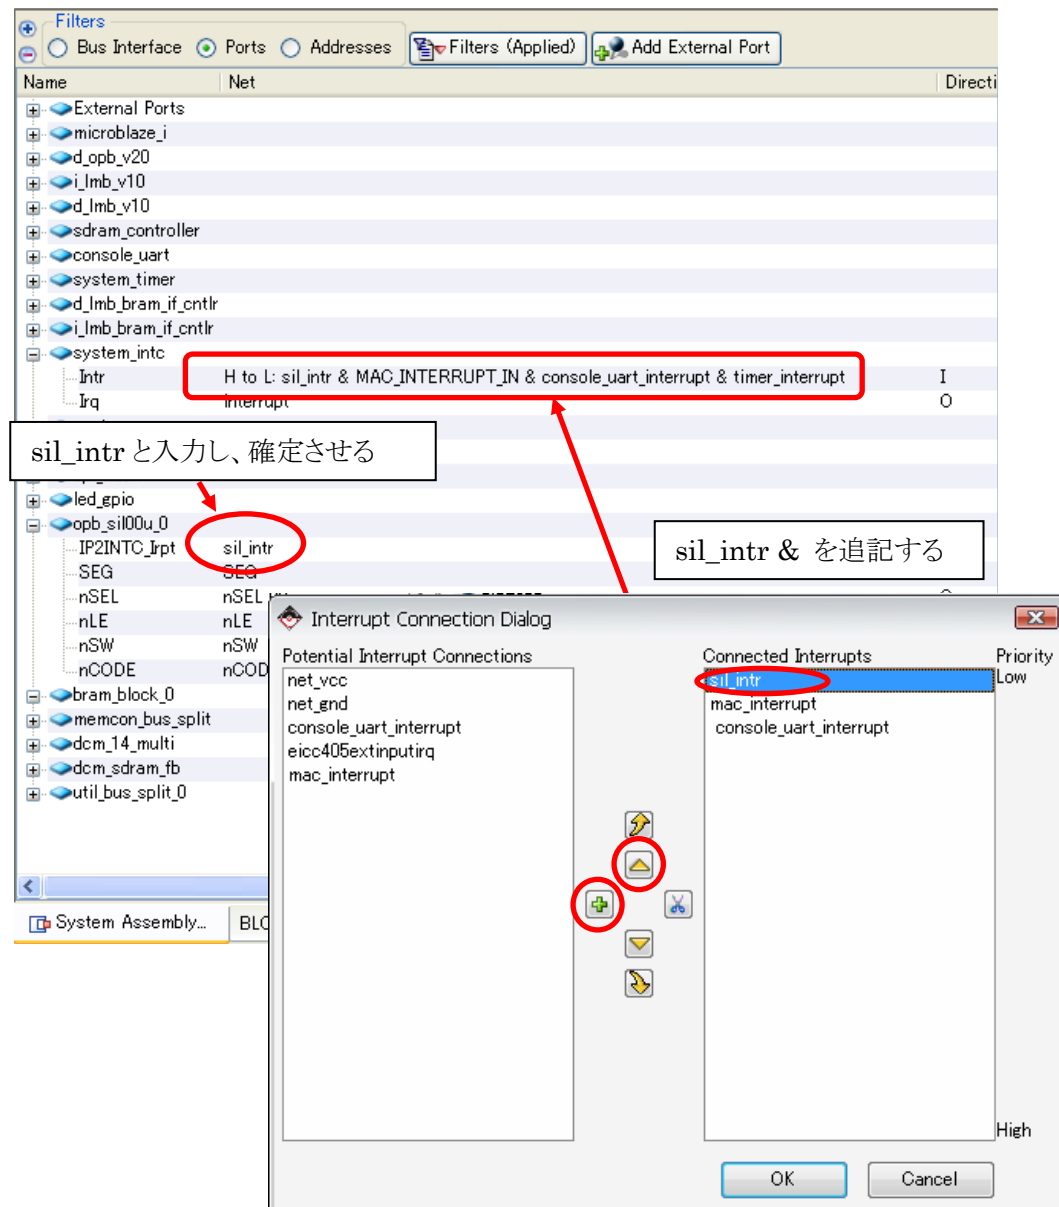 Filters
Bus Interface Ports Addresses Filters (Applied) Add External Port
Name Net Directi
External Ports
microblaze_i
d_opb_v20
i_lmb_v10
d_lmb_v10
sdram_controller
console_uart
system_timer
d_lmb_bram_if_cntlr
i_lmb_bram_if_cntlr
system_intc
Intr H to L: sil_intr & MAC_INTERRUPT_IN & console_uart_interrupt & timer_interrupt I
Irq interrupt O
sil_intr と入力し、確定させる
led_gpio
opb_sil00u_0
IP2INTC_Irpt sil_intr
sil_intr & を追記する
SEG SEG
nSEL nSEL
nLE nLE
nSW nSW
nCODE nCOD
bram_block_0
memcon_bus_split
dcm_14_multi
dcm_sdram_fb
util_bus_split_0
System Assembly... BLO
Interrupt Connection Dialog
Potential Interrupt Connections
net_vcc
net_gnd
console_uart_interrupt
eicc405extinputirq
mac_interrupt
Connected Interrupts Priority
sil_intr Low
mac_interrupt
console_uart_interrupt
High
OK Cancel